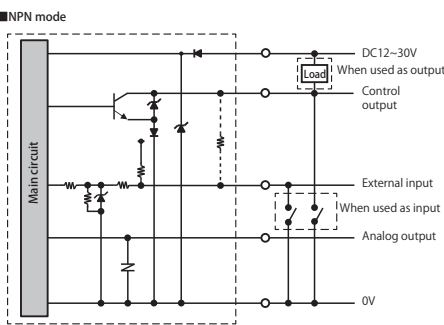 ■NPN mode
DC12~30V
Load
When used as output
Control
output
Main circuit
External input
When used as input
Analog output
0V